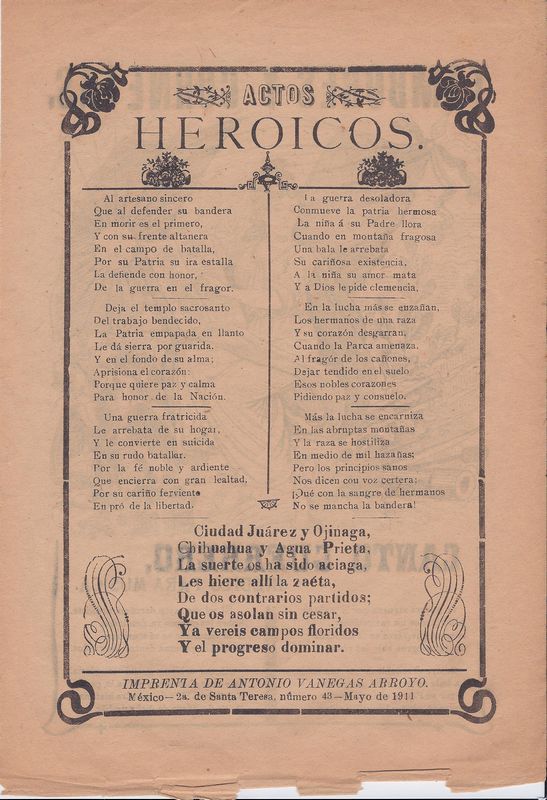 ACTOS
HEROICOS.
Al artesano sincero
Que al defender su bandera
En morir es el primero,
Y con su frente altanera
En el campo de batalla,
Por su Patria su ira estalla
La defiende con honor,
De la guerra en el fragor.
Deja el templo sacrosanto
Del trabajo bendecido,
La Patria empapada en llanto
Le dá sierra por guarida.
Y en el fondo de su alma;
Aprisiona el corazón:
Porque quiere paz y calma
Para honor de la Nación.
Una guerra fratricida
Le arrebata de su hogar,
Y le convierte en suicida
En su rudo batallar.
Por la fé noble y ardiente
Que encierra con gran lealtad,
Por su cariño ferviente
En pró de la libertad.
La guerra desoladora
Conmueve la patria hermosa
La niña á su Padre llora
Cuando en montaña fragosa
Una bala le arrebata
Su cariñosa existencia,
A la niña su amor mata
Y a Dios le pide clemencia,
En la lucha más se enzañan,
Los hermanos de una raza
Y su corazón desgarran,
Cuando la Parca amenaza.
Al fragór de los cañones,
Dejar tendido en el suelo
Esos nobles corazones
Pidiendo paz y consuelo.
Más la lucha se encarniza
En las abruptas montañas
Y la raza se hostiliza
En medio de mil hazañas;
Pero los principios sanos
Nos dicen con voz certera:
¡Qué con la sangre de hermanos
No se mancha la bandera!
Ciudad Juárez y Ojinaga,
Chihuahua y Agua Prieta,
La suerte os ha sido aciaga,
Les hiere allí la zaéta,
De dos contrarios partidos;
Que os asolan sin cesar,
Ya vereis campos floridos
Y el progreso dominar.
IMPRENTA DE ANTONIO VANEGAS ARROYO.
México—2a. de Santa Teresa, número 43—Mayo de 1911